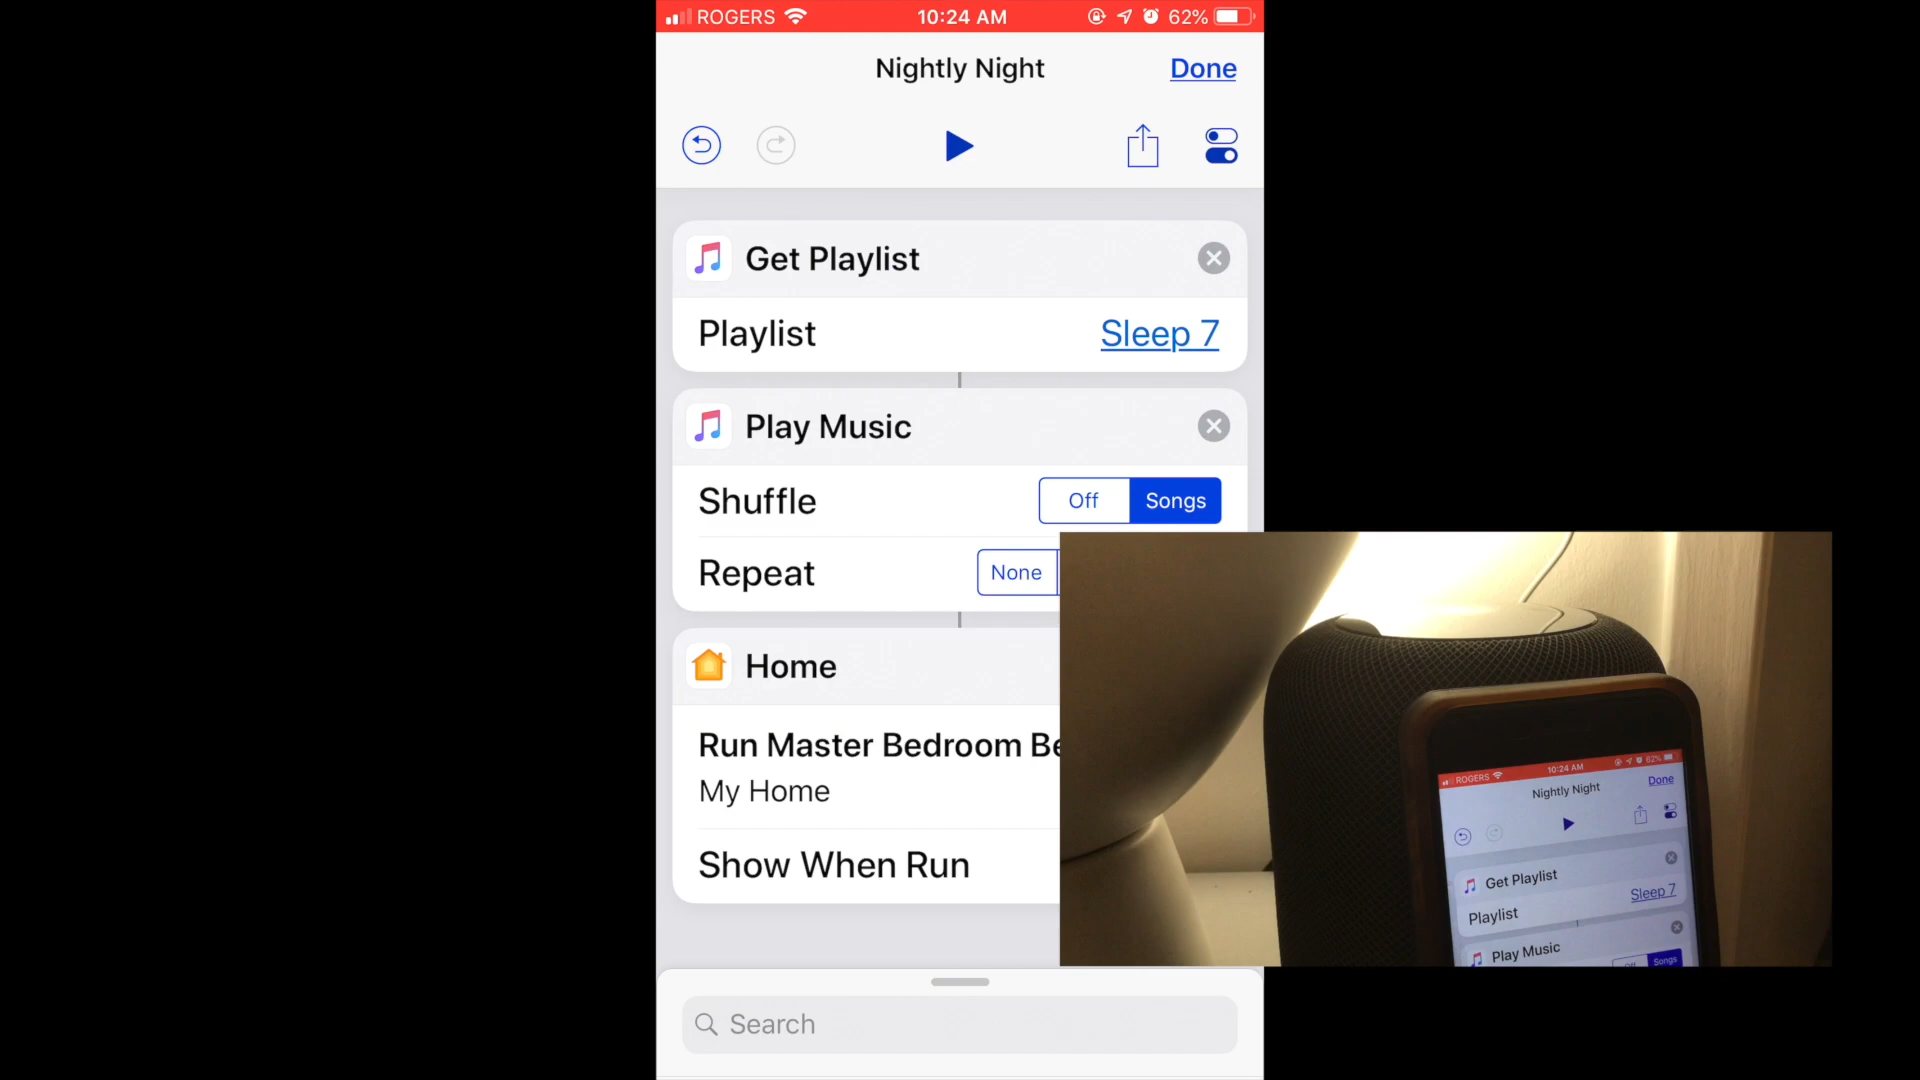 ROGERS 10:24 AM 62%
Nightly Night Done
Get Playlist
Playlist Sleep 7
Play Music
Shuffle Off Songs
Repeat None
Home
Run Master Bedroom Be
My Home
Show When Run
Search
ROGERS 10:24 AM 62%
Nightly Night Done
Get Playlist
Playlist Sleep 7
Play Music
Off Songs